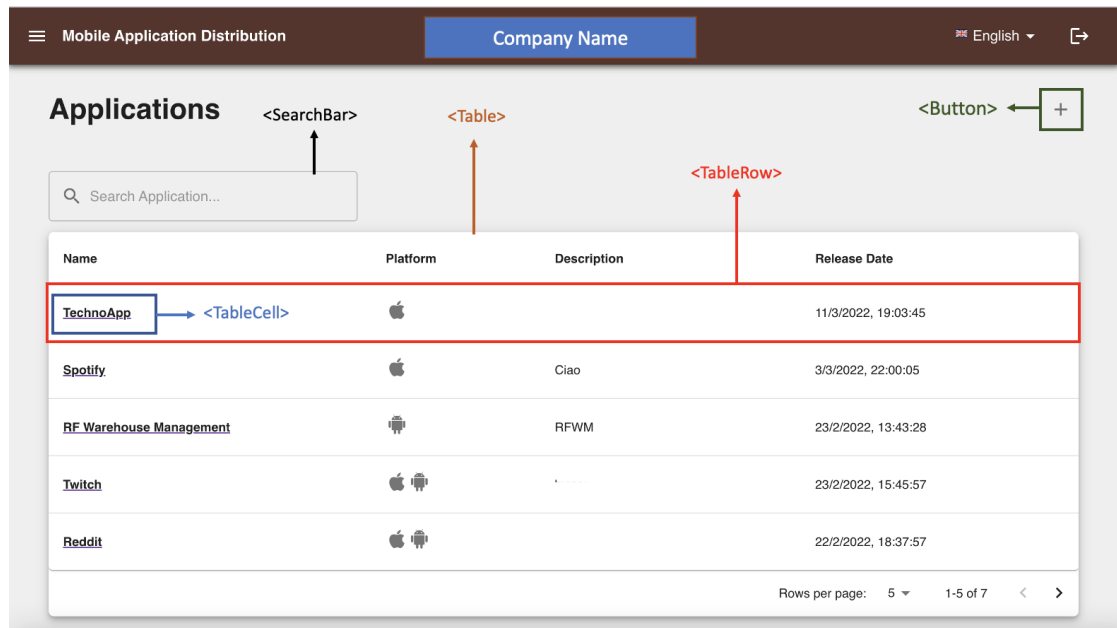 Mobile Application Distribution
Company Name
English
Applications
<SearchBar>
<Table>
<Button>
+
<TableRow>
Search Application...
Name Platform Description Release Date
TechnoApp <TableCell> 11/3/2022, 19:03:45
Spotify Ciao 3/3/2022, 22:00:05
RF Warehouse Management RFWM 23/2/2022, 13:43:28
Twitch 23/2/2022, 15:45:57
Reddit 22/2/2022, 18:37:57
Rows per page: 5 1-5 of 7